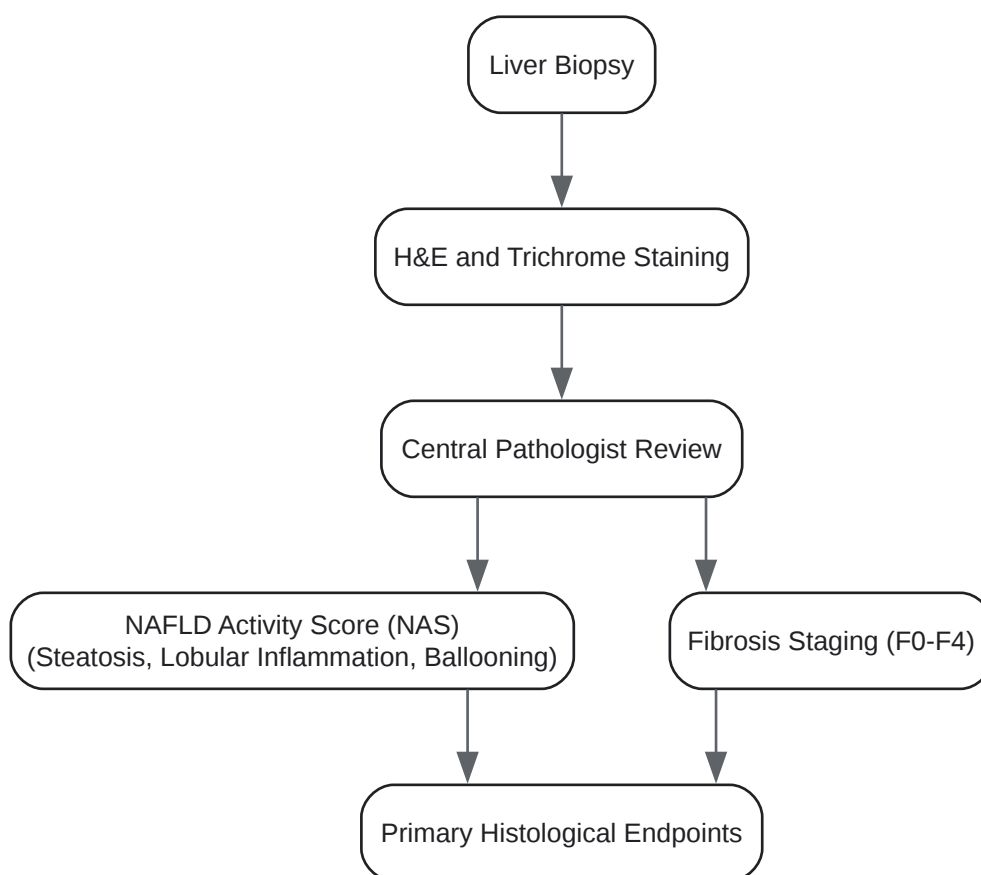 Liver Biopsy
H&E and Trichrome Staining
Central Pathologist Review
NAFLD Activity Score (NAS)
(Steatosis, Lobular Inflammation, Ballooning)
Fibrosis Staging (F0-F4)
Primary Histological Endpoints